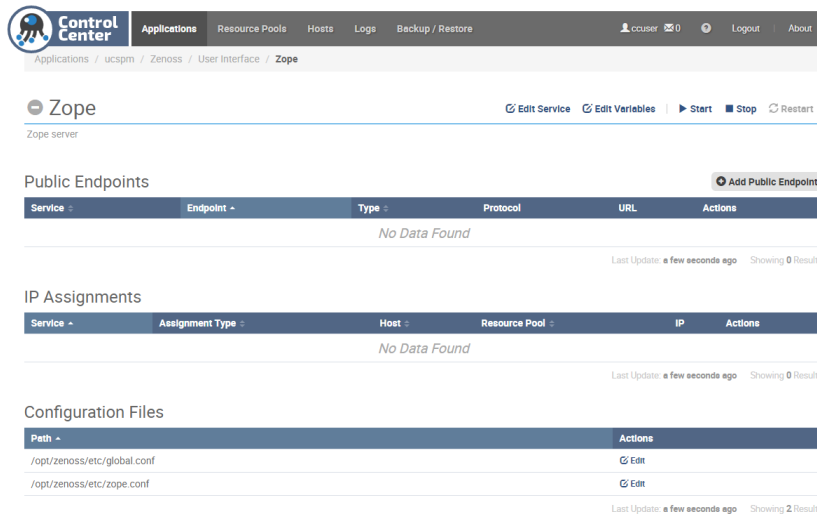 Control Center Applications Resource Pools Hosts Logs Backup / Restore ccuser 0 Logout About
Applications / ucspm / Zenoss / User Interface / Zope
Zope Edit Service Edit Variables Start Stop Restart
Zope server
Public Endpoints Add Public Endpoint
Service Endpoint Type Protocol URL Actions
No Data Found
Last Update: a few seconds ago Showing 0 Result
IP Assignments
Service Assignment Type Host Resource Pool IP Actions
No Data Found
Last Update: a few seconds ago Showing 0 Result
Configuration Files
Path Actions
/opt/zenoss/etc/global.conf Edit
/opt/zenoss/etc/zope.conf Edit
Last Update: a few seconds ago Showing 2 Result